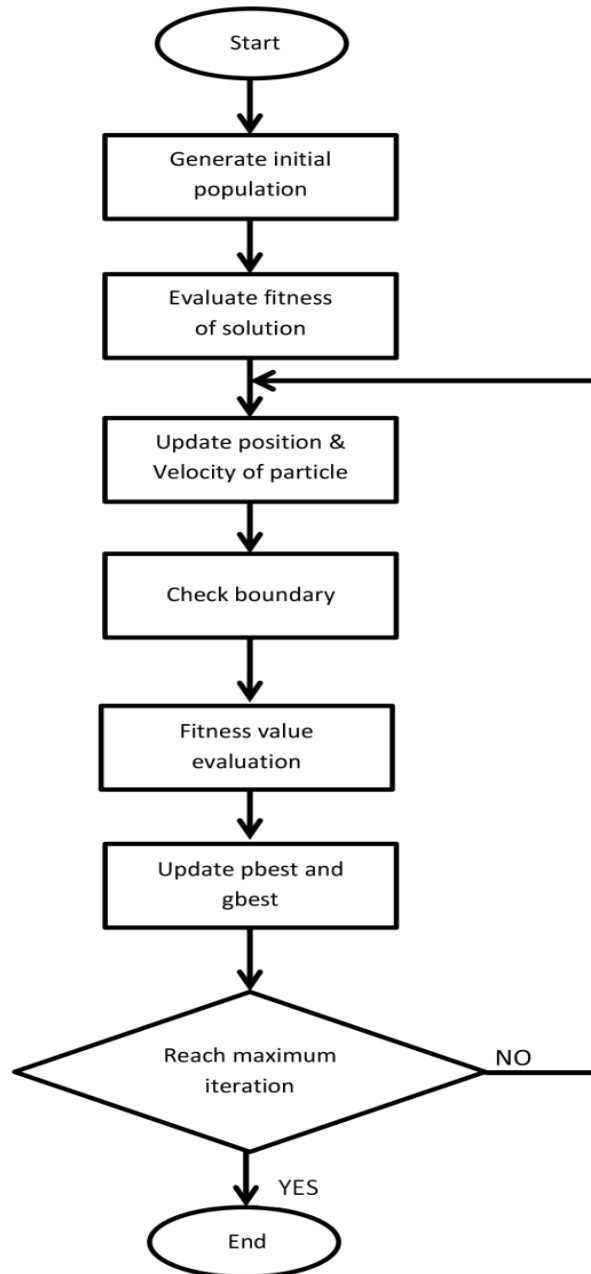 Start
Generate initial
population
Evaluate fitness
of solution
Update position &
Velocity of particle
Check boundary
Fitness value
evaluation
Update pbest and
gbest
Reach maximum
iteration
NO
YES
End